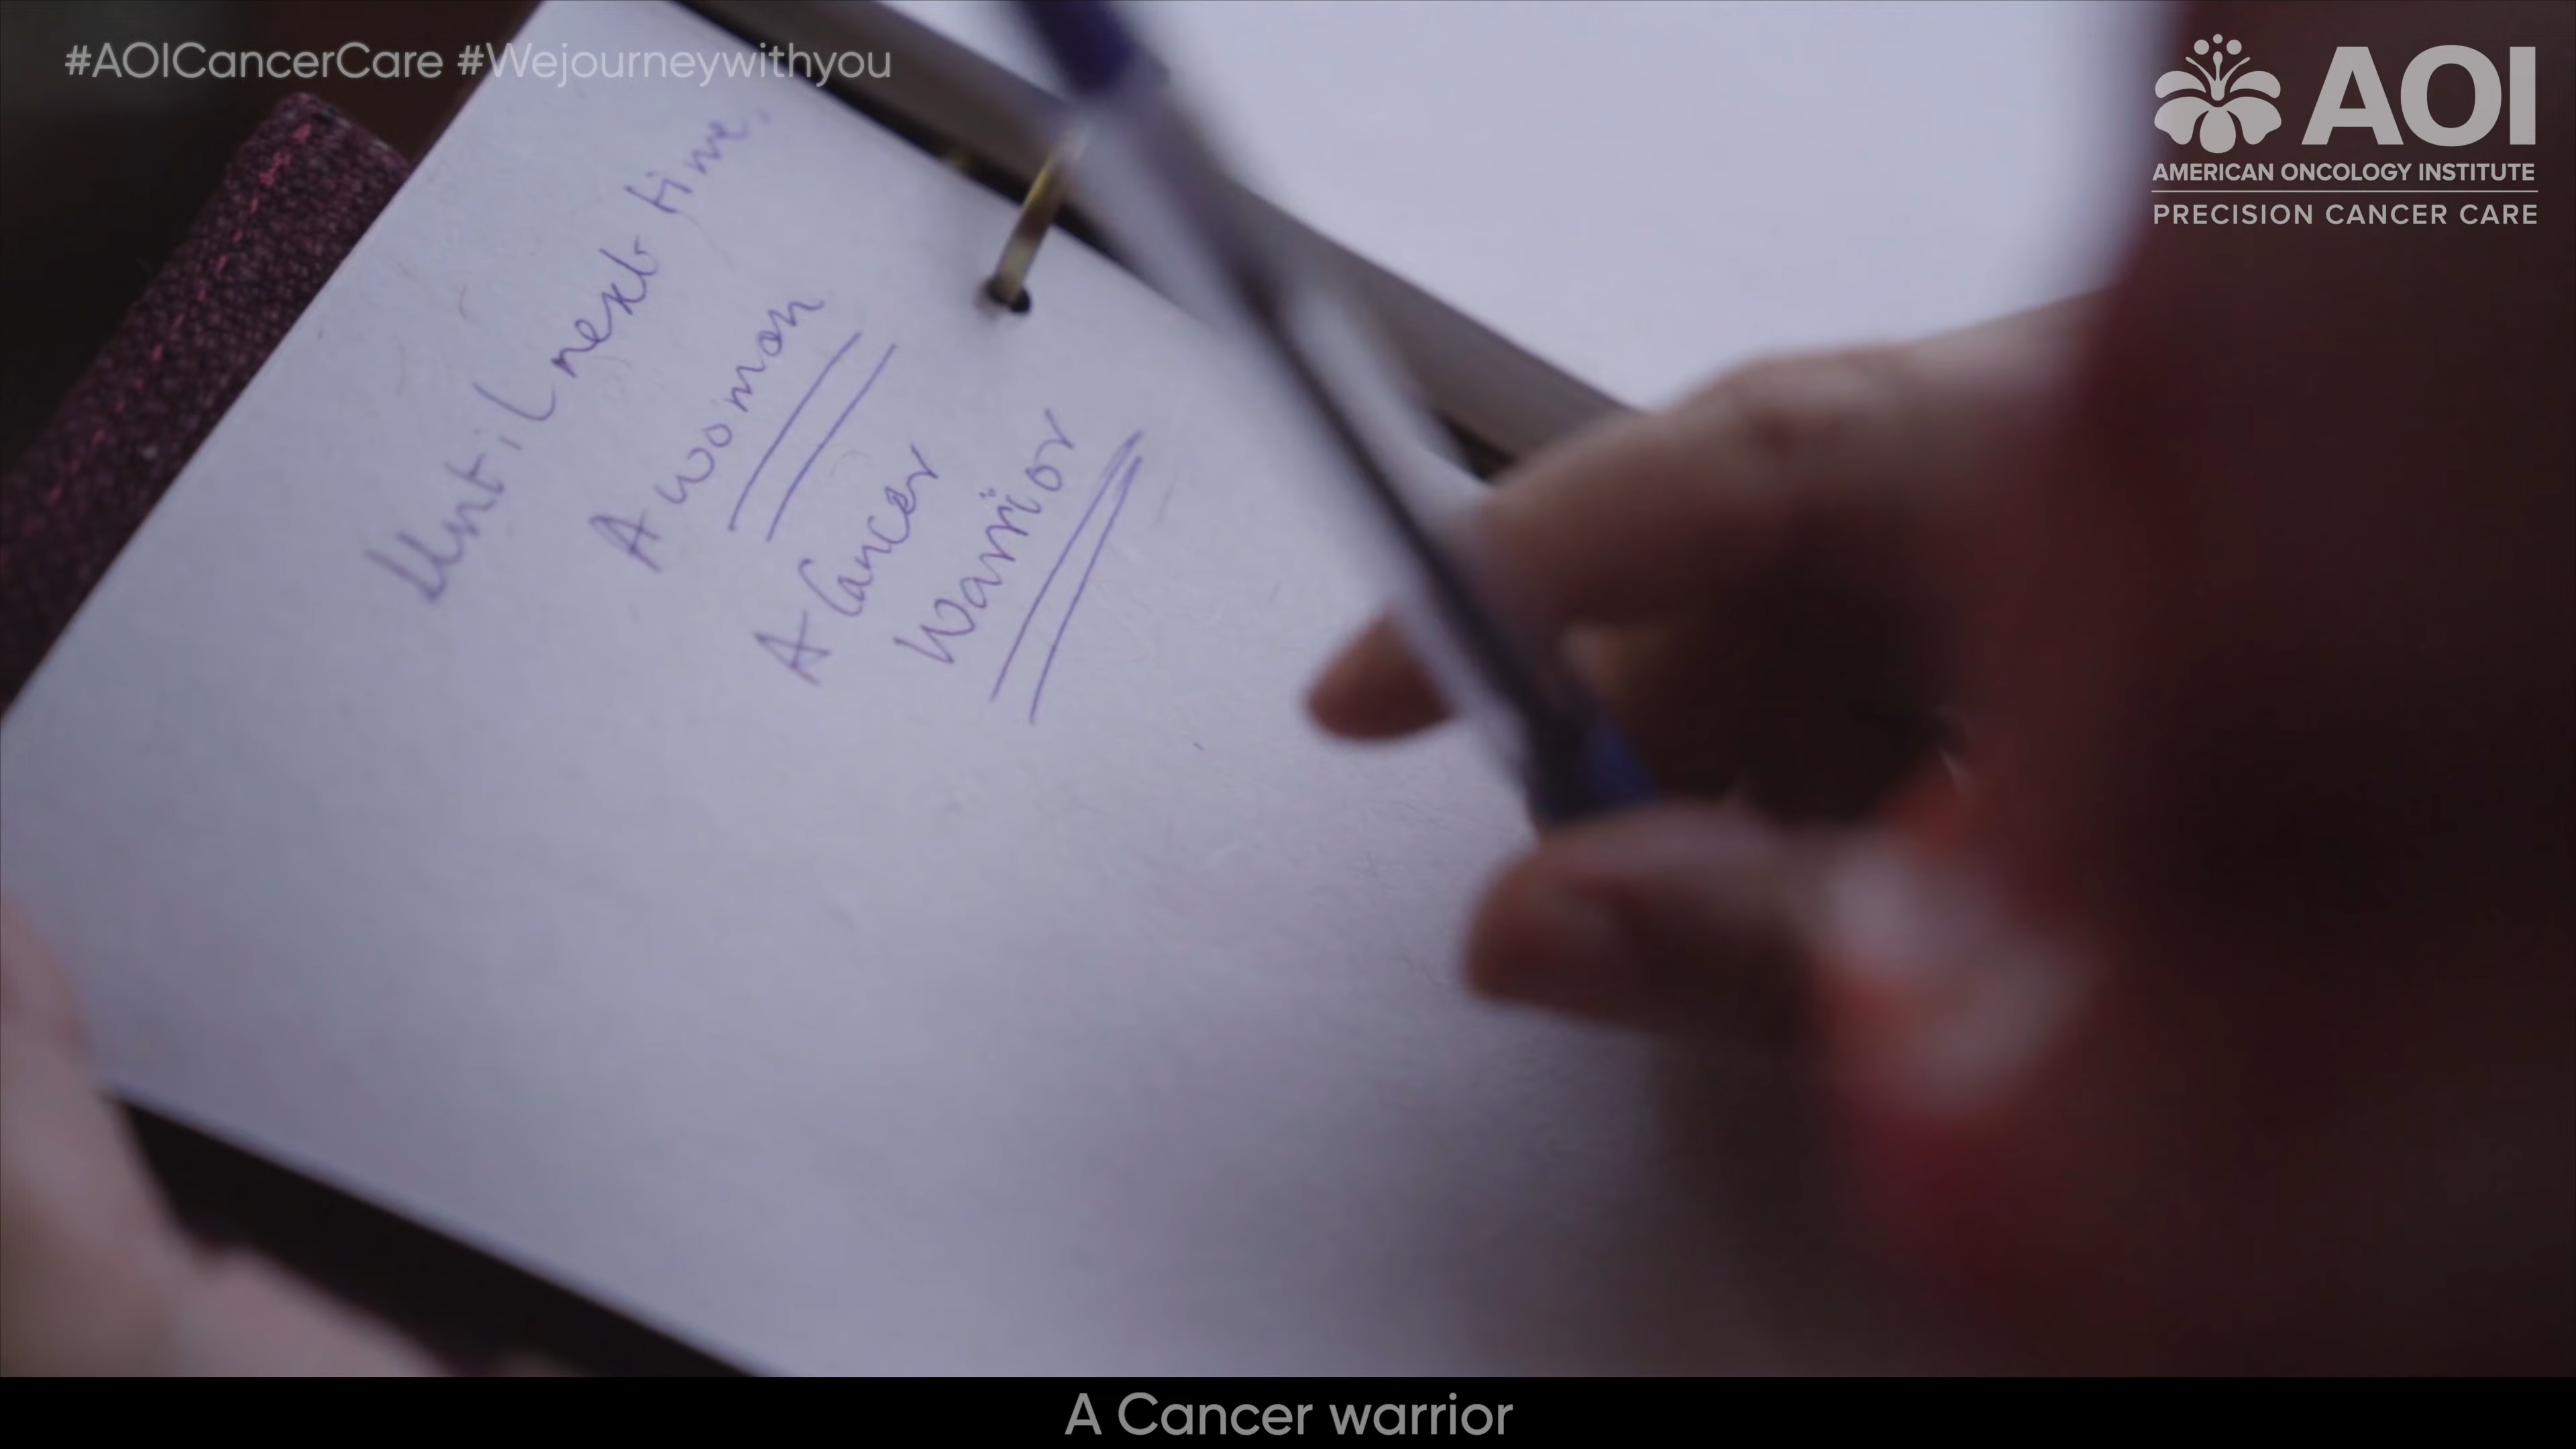 #AOICancerCare #Wejourneywithyou
AOI
AMERICAN ONCOLOGY INSTITUTE
PRECISION CANCER CARE
Until next time,
A woman
A Cancer
Warrior
A Cancer warrior